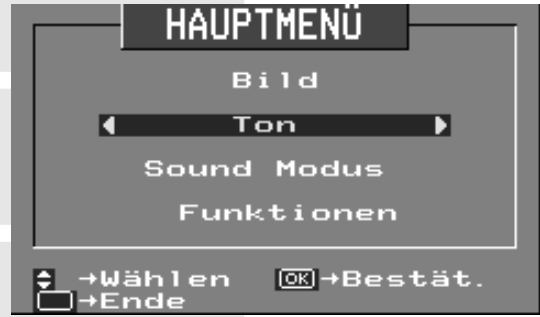 HAUPTMENÜ
Bild
Ton
Sound Modus
Funktionen
→Wählen OK→Bestät.
→Ende